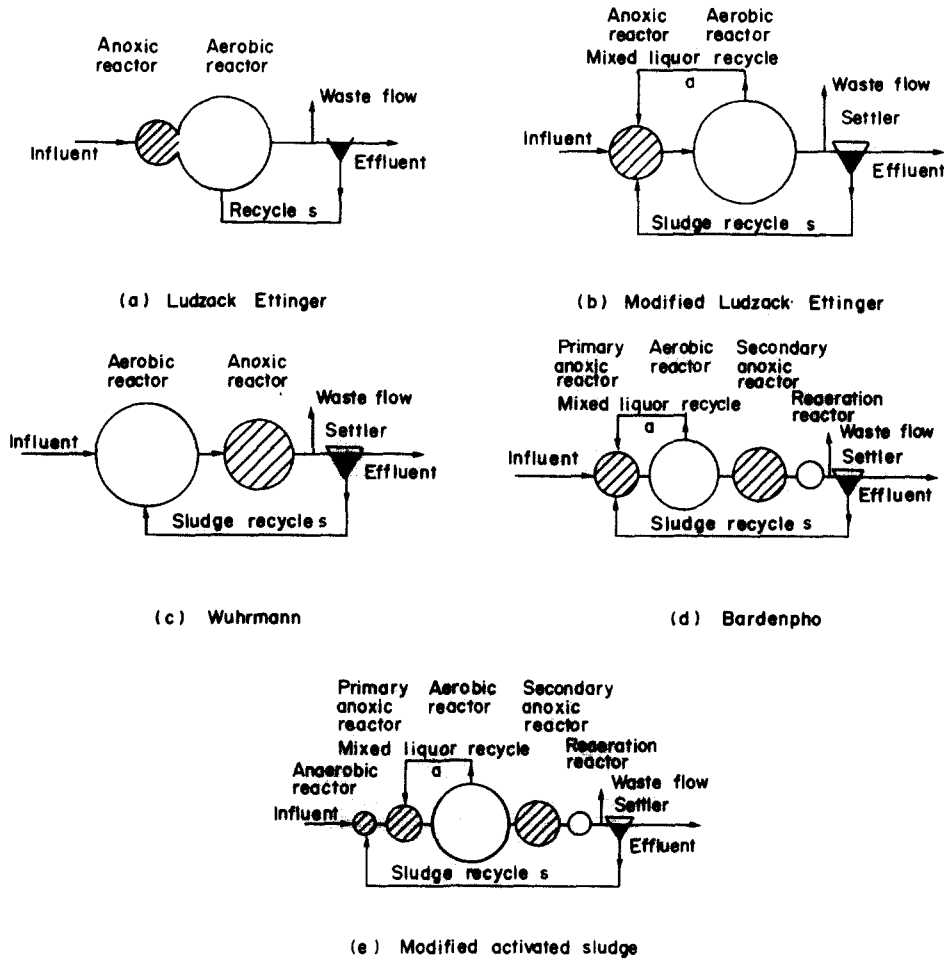 Anoxic
reactor
Aerobic
reactor
Waste flow
Influent
Effluent
Recycle s
(a) Ludzack Ettinger
Anoxic
reactor
Aerobic
reactor
Mixed liquor recycle
a
Waste flow
Settler
Influent
Effluent
Sludge recycle s
(b) Modified Ludzack Ettinger
Aerobic
reactor
Anoxic
reactor
Waste flow
Settler
Influent
Effluent
Sludge recycle s
(c) Wuhrmann
Primary
anoxic
reactor
Aerobic
reactor
Secondary
anoxic
reactor
Mixed liquor recycle
a
Reaeration
reactor
Waste flow
Settler
Influent
Effluent
Sludge recycle s
(d) Bardenpho
Primary
anoxic
reactor
Aerobic
reactor
Secondary
anoxic
reactor
Mixed liquor recycle
a
Reaeration
reactor
Anaerobic
reactor
Waste flow
Settler
Influent
Effluent
Sludge recycle s
(e) Modified activated sludge